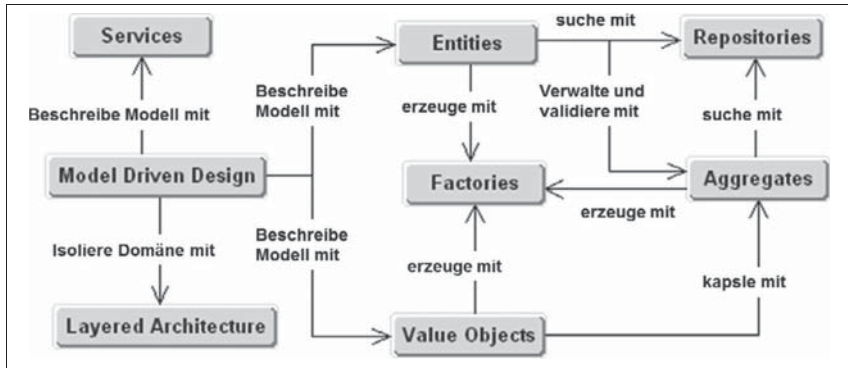 Services
Entities
suche mit
Repositories
Beschreibe Modell mit
Beschreibe
Modell mit
erzeuge mit
Verwalte und
validiere mit
suche mit
Model Driven Design
Factories
Aggregates
erzeuge mit
Isoliere Domäne mit
Beschreibe
Modell mit
erzeuge mit
kapsle mit
Layered Architecture
Value Objects